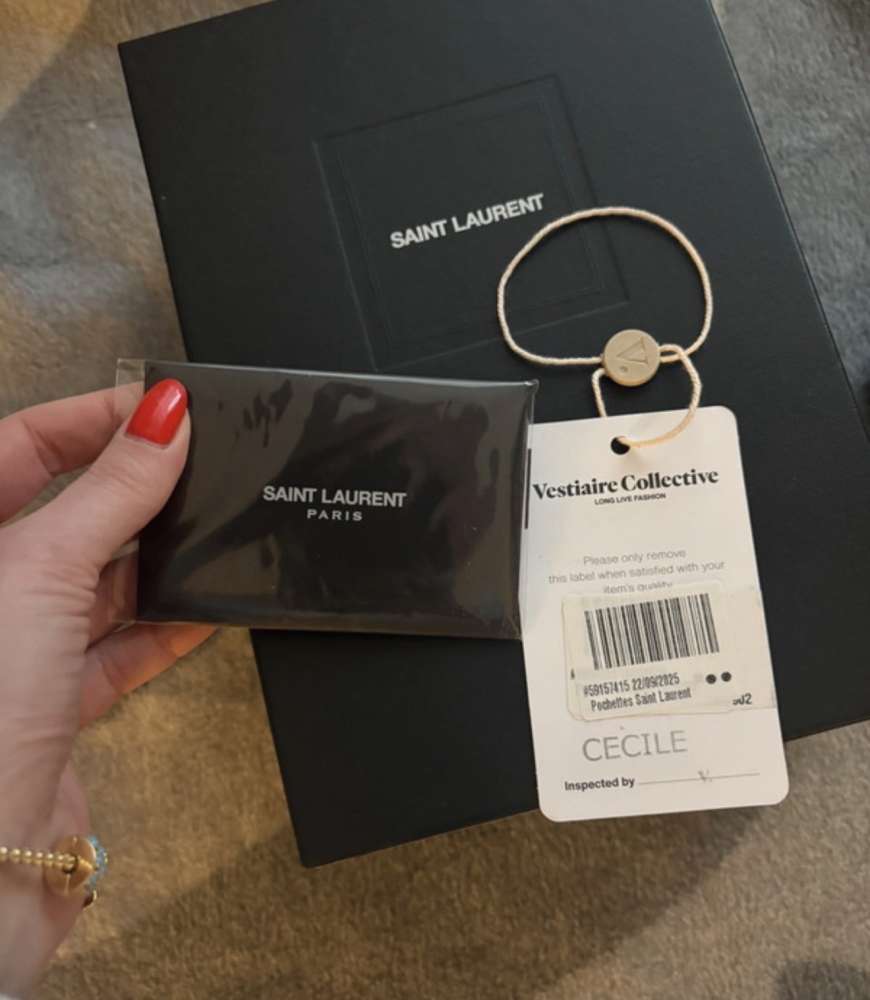 SAINT LAURENT
SAINT LAURENT
PARIS
Vestiaire Collective
LONG LIVE FASHION
Please only remove
this label when satisfied with your
item's quality
#59157415 22/09/2025
Pochettes Saint Laurent
CECILE
Inspected by